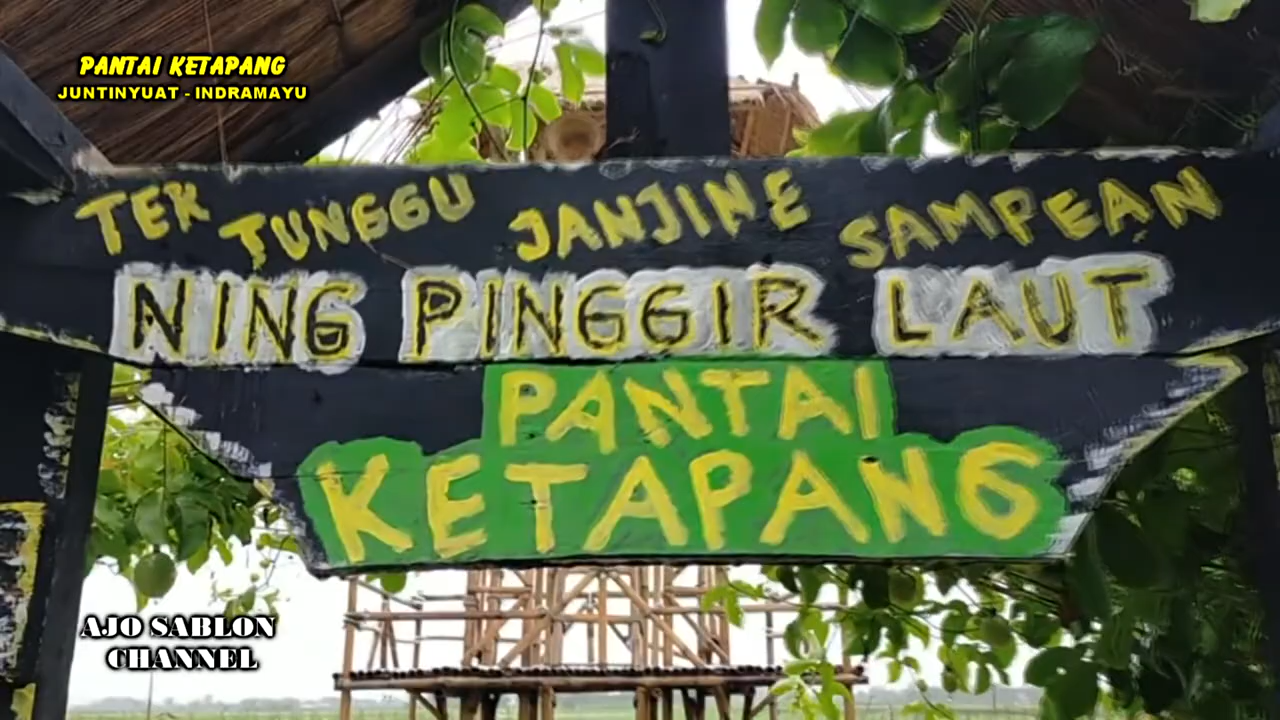 PANTAI KETAPANG
JUNTINYUAT - INDRAMAYU
TEK TUNGGU JANJINE SAMPEAN
NING PINGGIR LAUT
PANTAI
KETAPANG
AJO SABLON
CHANNEL